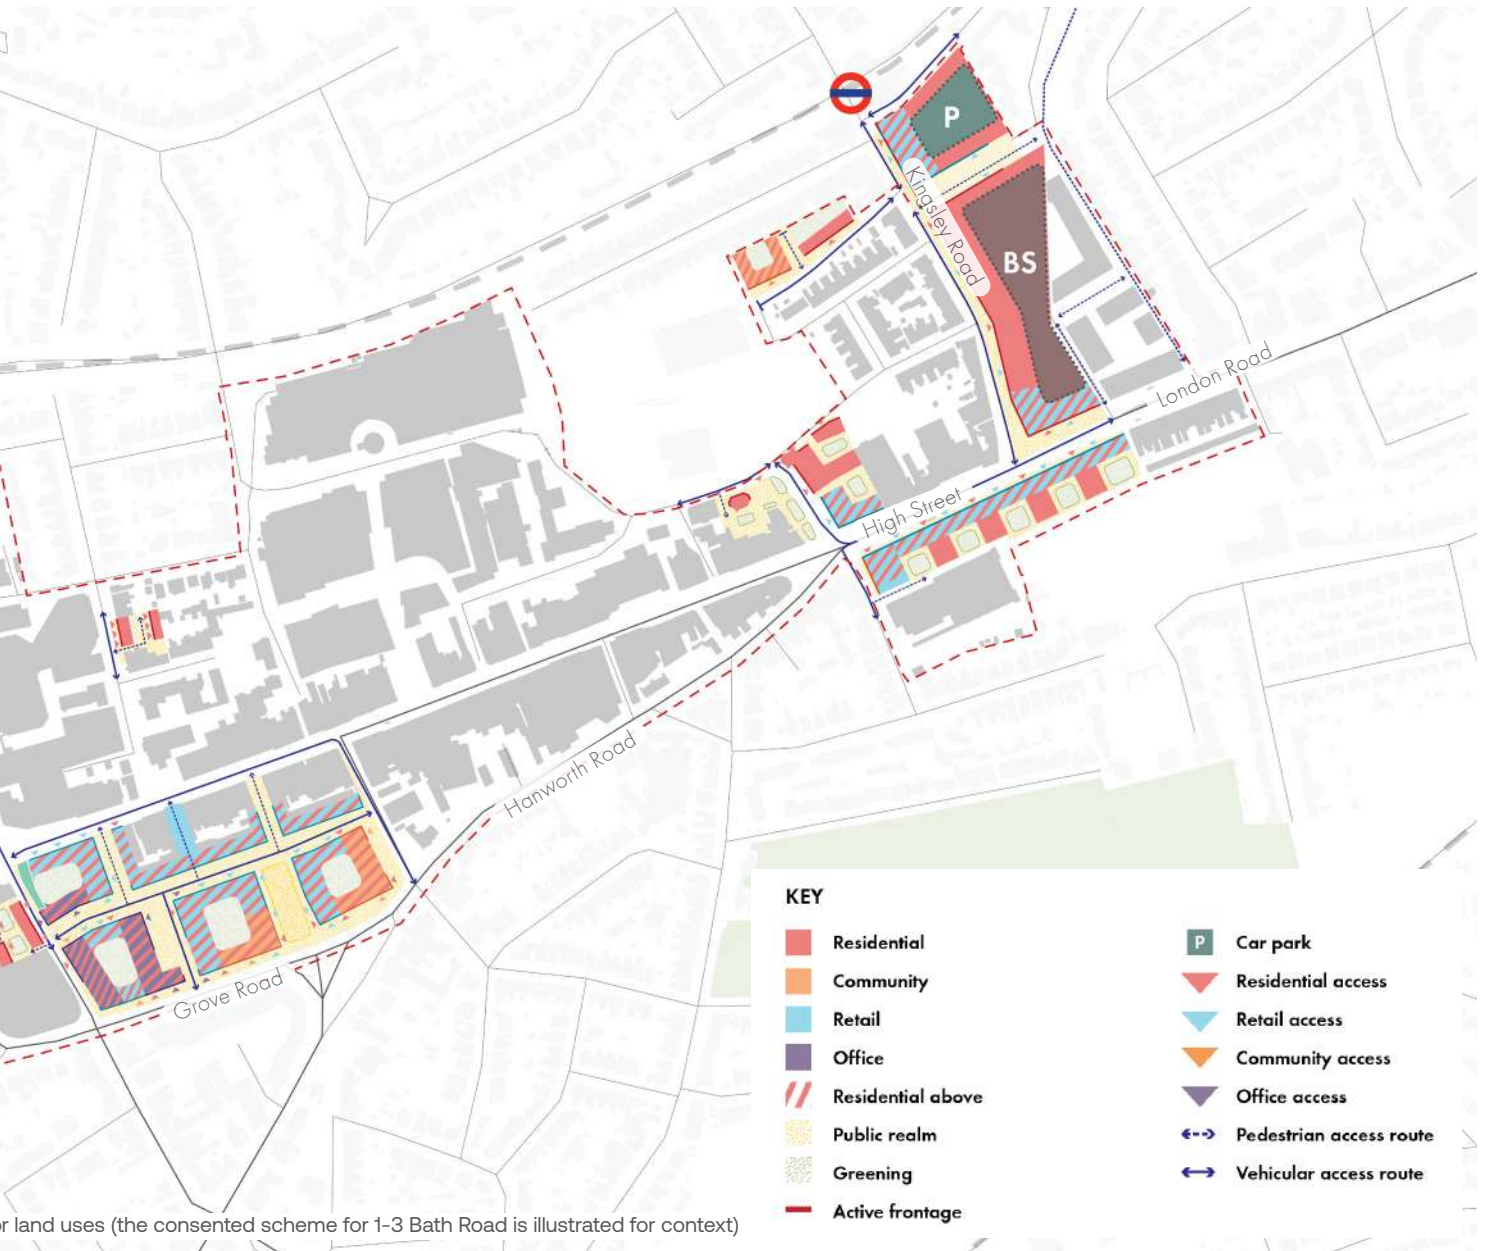 P
Kingsley Road
BS
London Road
High Street
Hanworth Road
Grove Road
KEY
Residential
Community
Retail
Office
Residential above
Public realm
Greening
Active frontage
P Car park
Residential access
Retail access
Community access
Office access
Pedestrian access route
Vehicular access route
or land uses (the consented scheme for 1-3 Bath Road is illustrated for context)